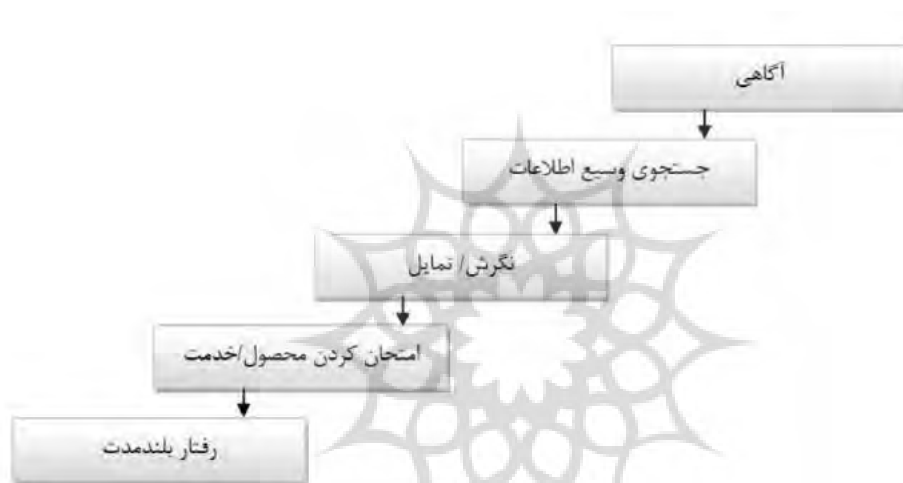 آگاهی
جستجوی وسیع اطلاعات
نگرش/ تمایل
امتحان کردن محصول/خدمت
رفتار بلندمدت